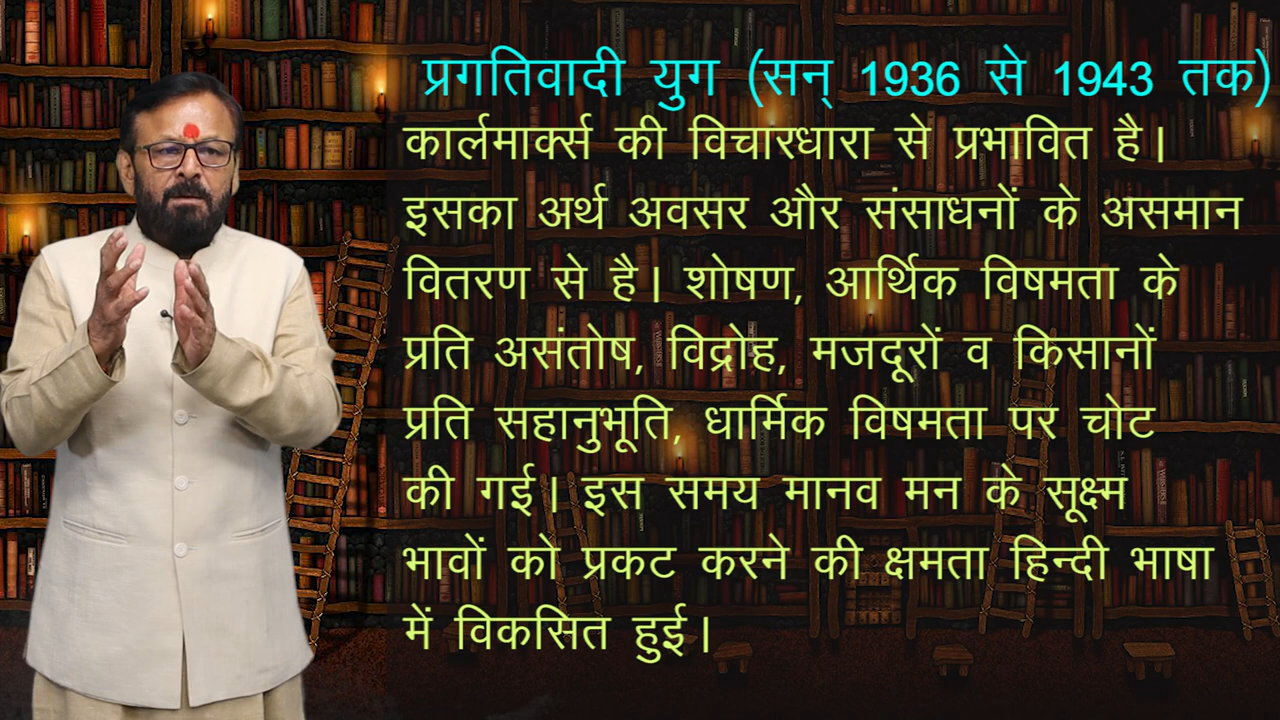 प्रगतिवादी युग (सन् 1936 से 1943 तक)
कार्लमार्क्स की विचारधारा से प्रभावित है।
इसका अर्थ अवसर और संसाधनों के असमान
वितरण से है। शोषण, आर्थिक विषमता के
प्रति असंतोष, विद्रोह, मजदूरों व किसानों
प्रति सहानुभूति, धार्मिक विषमता पर चोट
की गई। इस समय मानव मन के सूक्ष्म
भावों को प्रकट करने की क्षमता हिन्दी भाषा
में विकसित हुई।